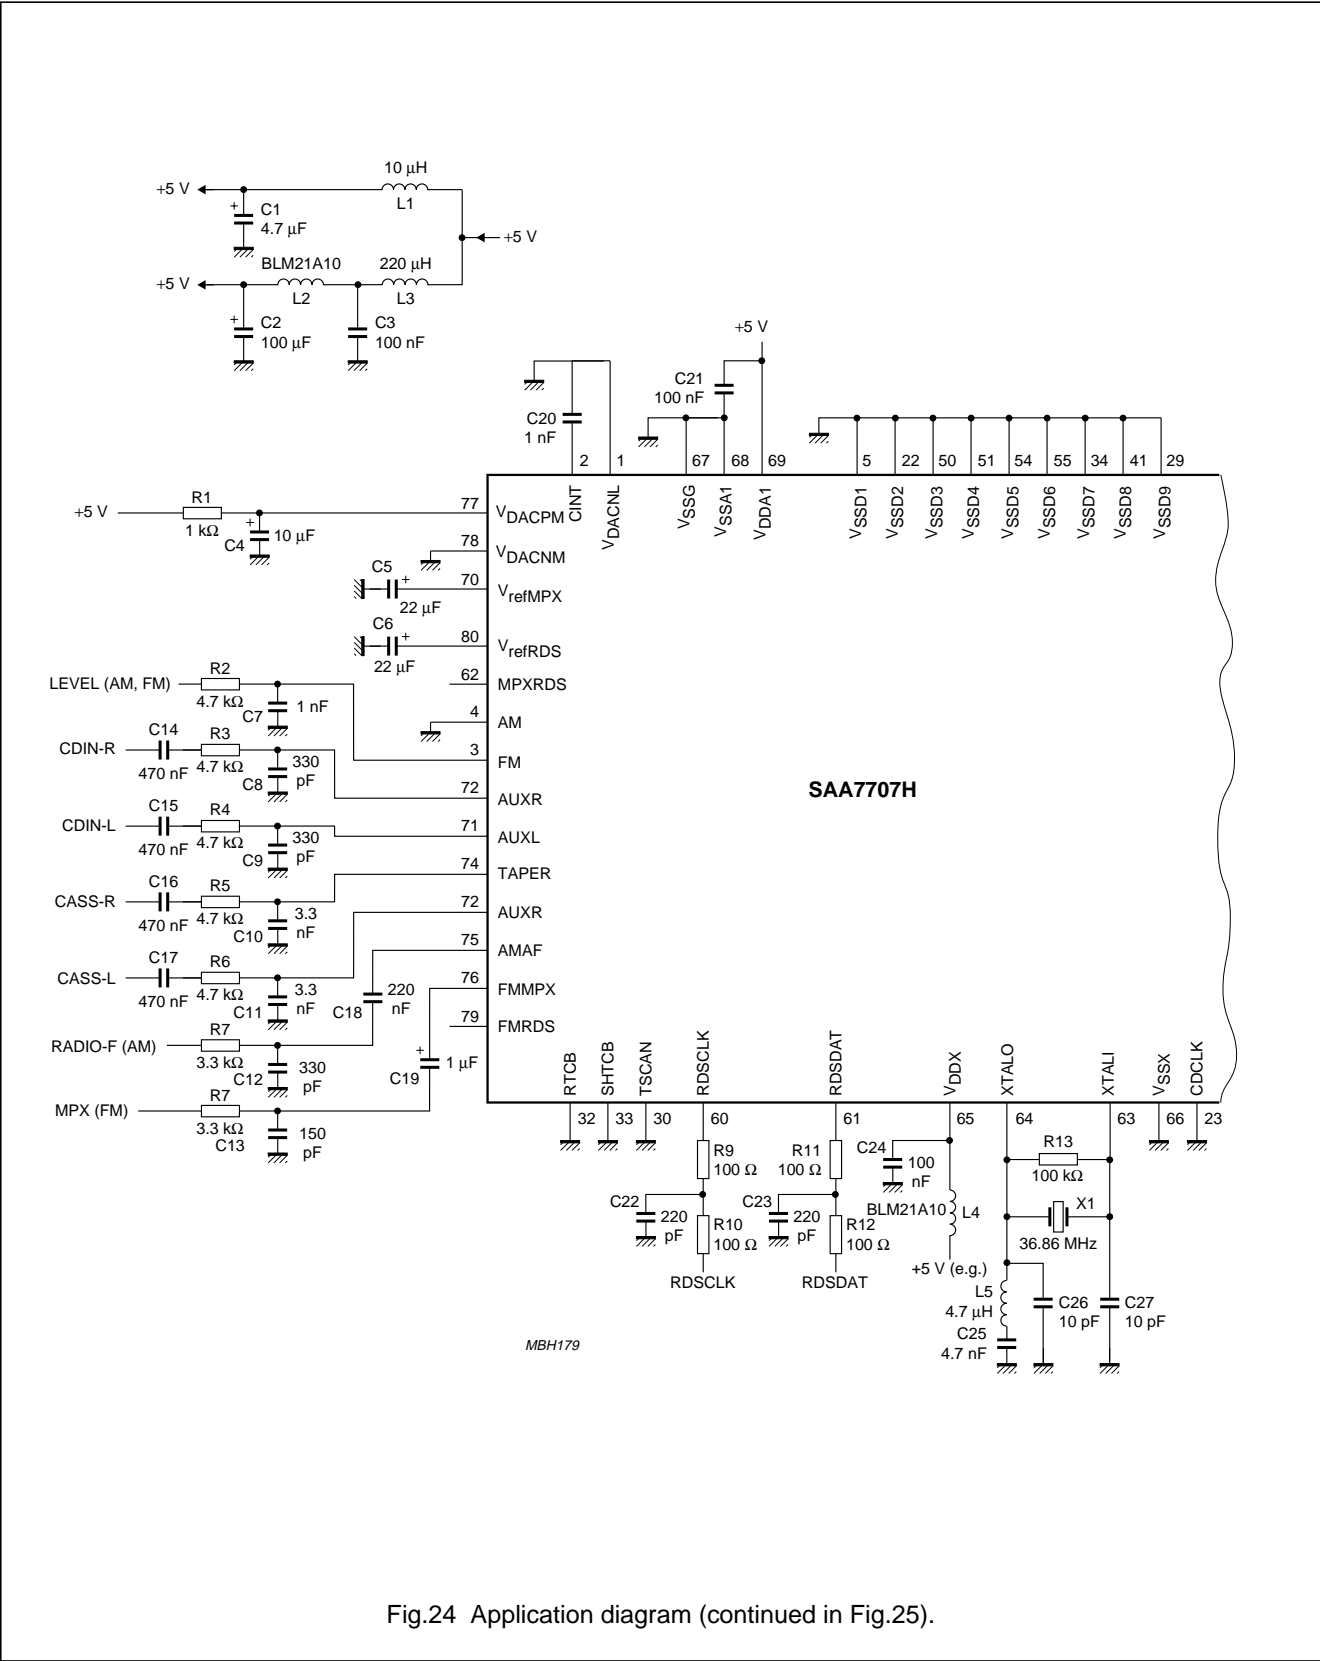 10 µH
+5 V
L1
C1
4.7 µF
+5 V
BLM21A10
220 µH
+5 V
L2
L3
C2
100 µF
C3
100 nF
+5 V
C21
100 nF
C20
1 nF
2
1
67
68
69
5
22
50
51
54
55
34
41
29
CINT
VDACNL
VSSG
VSSA1
VDDA1
VSSD1
VSSD2
VSSD3
VSSD4
VSSD5
VSSD6
VSSD7
VSSD8
VSSD9
+5 V
R1
1 kΩ
C4
10 µF
77
VDACPM
78
VDACNM
C5
22 µF
70
VrefMPX
C6
22 µF
80
VrefRDS
62
MPXRDS
LEVEL (AM, FM)
R2
4.7 kΩ
C7
1 nF
4
AM
3
FM
CDIN-R
C14
470 nF
R3
4.7 kΩ
C8
330
pF
72
AUXR
SAA7707H
CDIN-L
C15
470 nF
R4
4.7 kΩ
C9
330
pF
71
AUXL
74
TAPER
CASS-R
C16
470 nF
R5
4.7 kΩ
C10
3.3
nF
72
AUXR
75
AMAF
CASS-L
C17
470 nF
R6
4.7 kΩ
C11
3.3
nF
C18
220
nF
76
FMMPX
79
FMRDS
RADIO-F (AM)
R7
3.3 kΩ
C12
330
pF
C19
1 µF
MPX (FM)
R7
3.3 kΩ
C13
150
pF
RTCB
SHTCB
TSCAN
RDSCLK
RDSDAT
VDDX
XTALO
XTALI
VSSX
CDCLK
32
33
30
60
61
65
64
63
66
23
R9
100 Ω
C22
220
pF
R10
100 Ω
RDSCLK
R11
100 Ω
C23
220
pF
R12
100 Ω
RDSDAT
C24
100
nF
BLM21A10
L4
+5 V (e.g.)
R13
100 kΩ
X1
36.86 MHz
L5
4.7 µH
C25
4.7 nF
C26
10 pF
C27
10 pF
MBH179
Fig.24 Application diagram (continued in Fig.25).